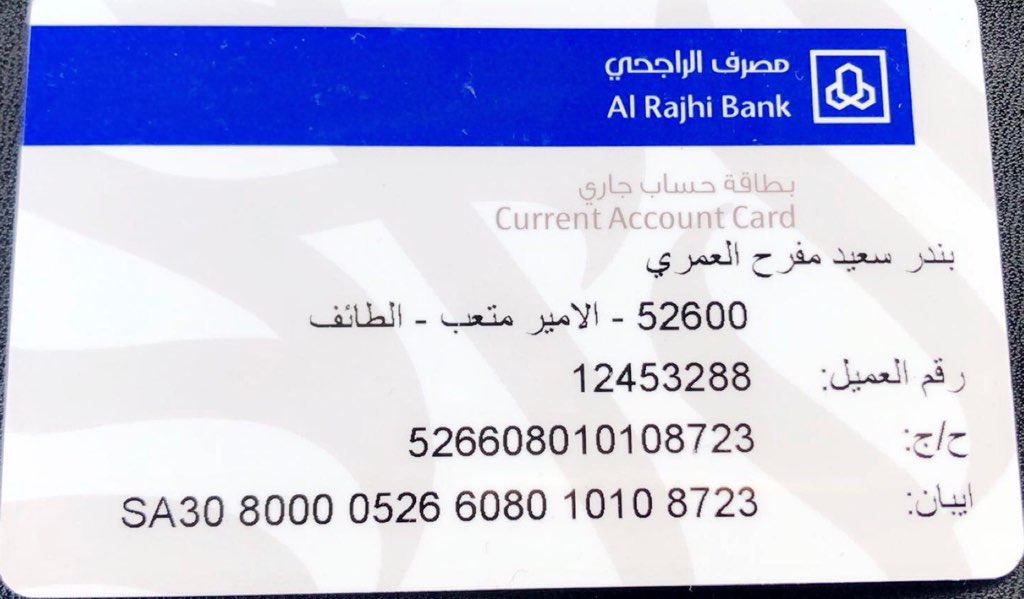 مصرف الراجحي
Al Rajhi Bank
بطاقة حساب جاري
Current Account Card
بندر سعيد مفرح العمري
52600 - الامير متعب - الطائف
رقم العميل: 12453288
ح/ج: 526608010108723
ايبان: SA30 8000 0526 6080 1010 8723